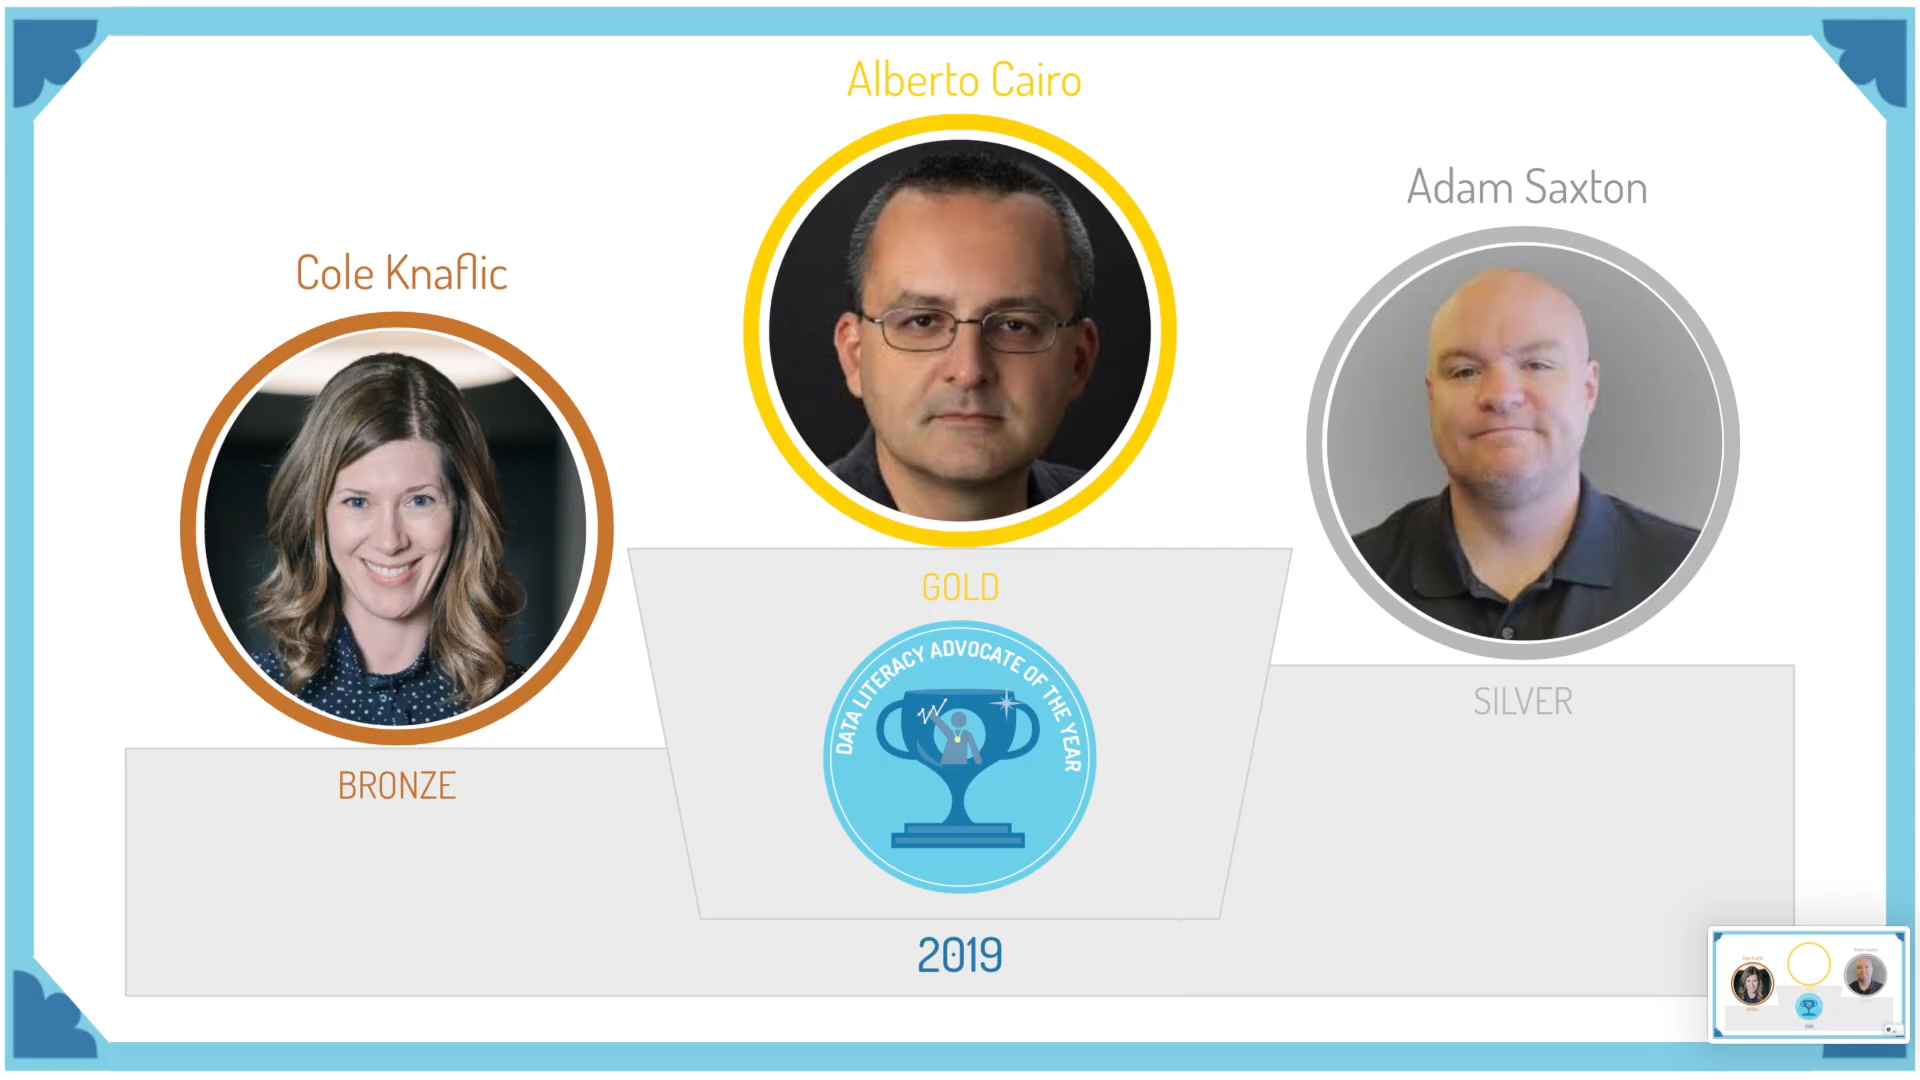 Alberto Cairo
Adam Saxton
Cole Knaflic
GOLD
DATA LITERACY ADVOCATE OF THE YEAR
SILVER
BRONZE
2019